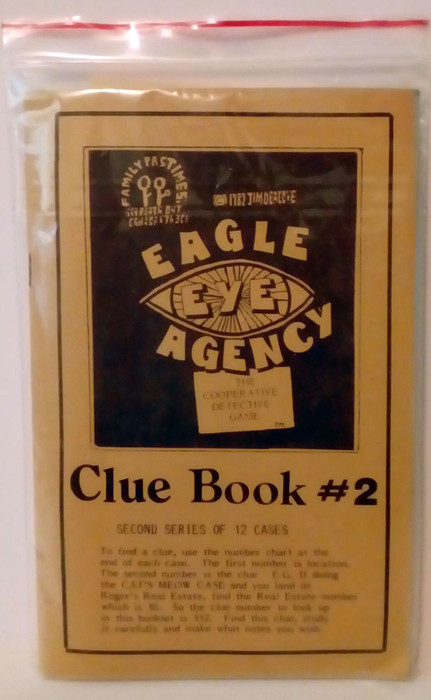 FAMILY PASTIMES
© 1983 JIM DEACOVE
EAGLE
EYE
AGENCY
THE
COOPERATIVE
DETECTIVE
GAME
TM
Clue Book #2
SECOND SERIES OF 12 CASES
To find a clue, use the number chart at the
end of each case. The first number is location.
The second number is the clue. E.G. If doing
the CAT'S MEOW CASE and you land on
Roger's Real Estate, find the Real Estate number
which is 80. So the clue number to look up
in this booklet is Find this clue, study
it carefully and make what notes you wish.